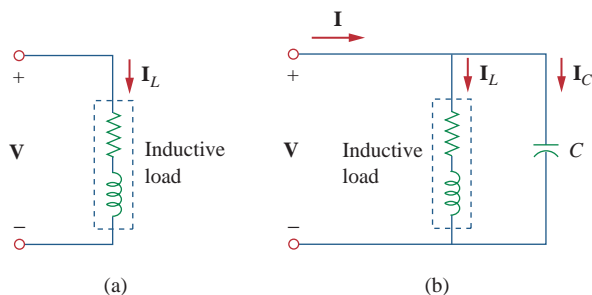 +
I_L
V
Inductive
load
−
(a)
I
+
I_L
I_C
V
Inductive
load
C
−
(b)